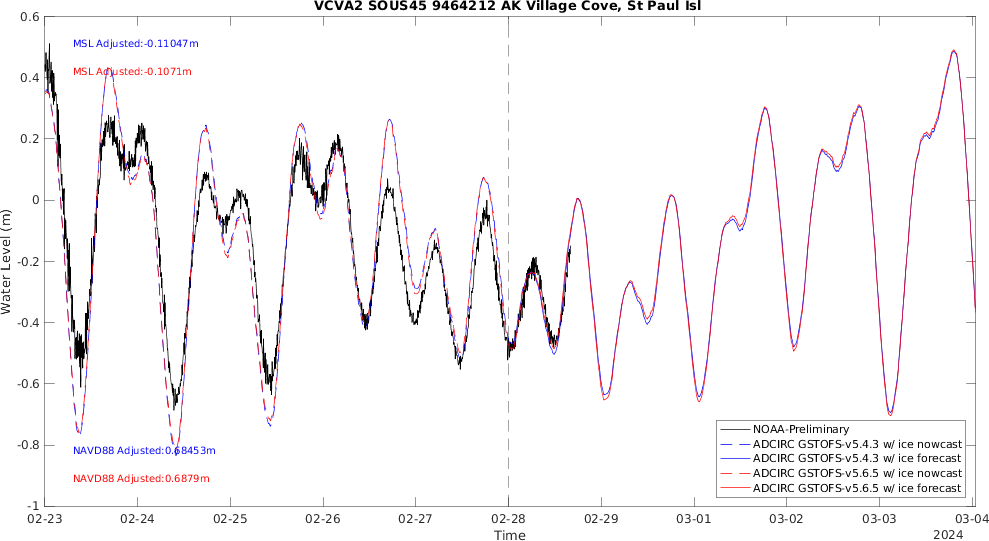 VCVA2 SOUS45 9464212 AK Village Cove, St Paul Isl
0.6
0.4
0.2
0
-0.2
-0.4
-0.6
-0.8
-1
Water Level (m)
MSL Adjusted:-0.11047m
MSL Adjusted:-0.1071m
NAVD88 Adjusted:0.68453m
NAVD88 Adjusted:0.6879m
NOAA-Preliminary
ADCIRC GSTOFS-v5.4.3 w/ ice nowcast
ADCIRC GSTOFS-v5.4.3 w/ ice forecast
ADCIRC GSTOFS-v5.6.5 w/ ice nowcast
ADCIRC GSTOFS-v5.6.5 w/ ice forecast
02-23 02-24 02-25 02-26 02-27 02-28 02-29 03-01 03-02 03-03 03-04
Time
2024